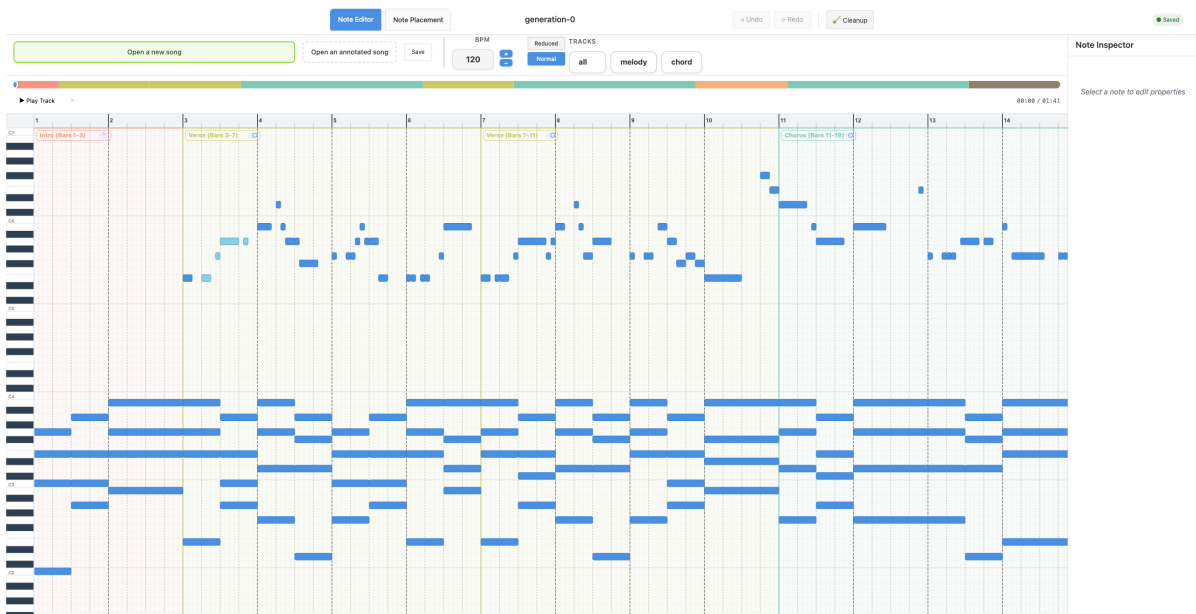 Note Editor
Note Placement
generation-0
Undo
Redo
Cleanup
Saved
Open a new song
Open an annotated song
Save
BPM
120
+
−
Reduced
Normal
TRACKS
all
melody
chord
Note Inspector
Select a note to edit properties
▶ Play Track
00:00 / 01:41
1 2 3 4 5 6 7 8 9 10 11 12 13 14
Intro (Bars 1-3)
Verse (Bars 3-7)
Verse (Bars 7-11)
Chorus (Bars 11-19)
C7
C6
C5
C4
C3
C2